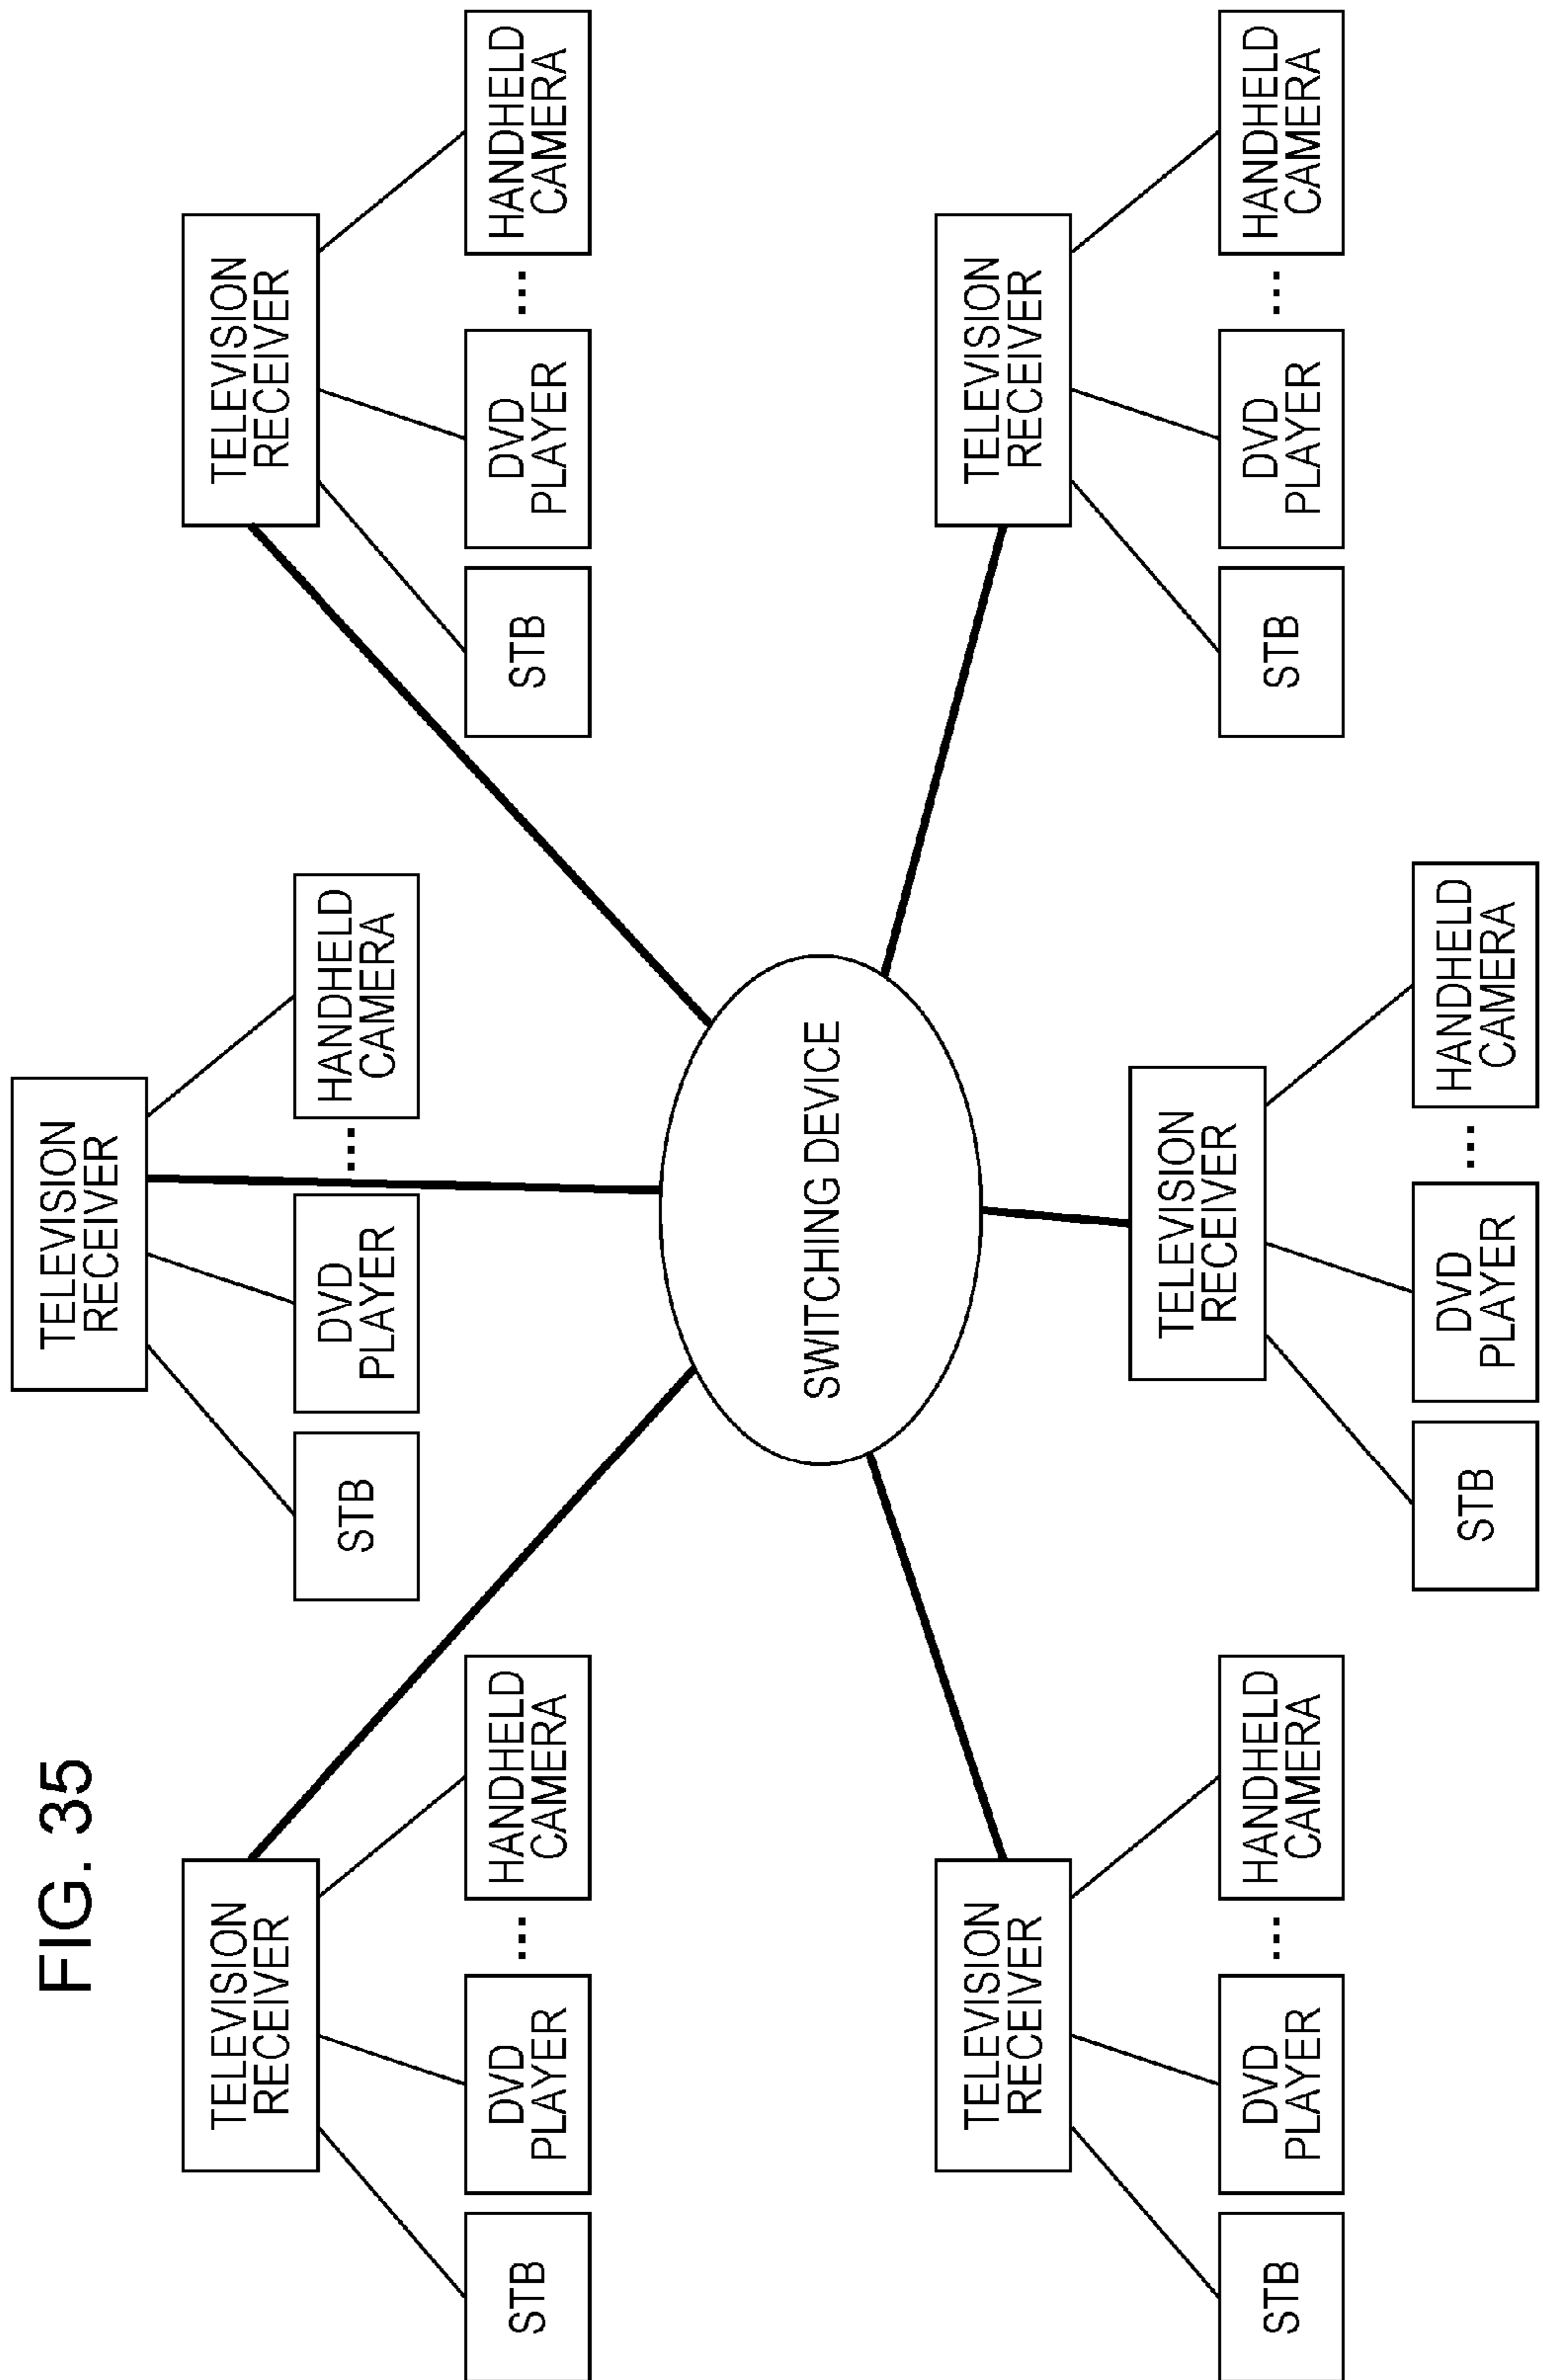 FIG. 35
TELEVISION
RECEIVER
STB
DVD
PLAYER
...
HANDHELD
CAMERA
TELEVISION
RECEIVER
STB
DVD
PLAYER
...
HANDHELD
CAMERA
TELEVISION
RECEIVER
STB
DVD
PLAYER
...
HANDHELD
CAMERA
SWITCHING DEVICE
TELEVISION
RECEIVER
STB
DVD
PLAYER
...
HANDHELD
CAMERA
TELEVISION
RECEIVER
STB
DVD
PLAYER
...
HANDHELD
CAMERA
TELEVISION
RECEIVER
STB
DVD
PLAYER
...
HANDHELD
CAMERA